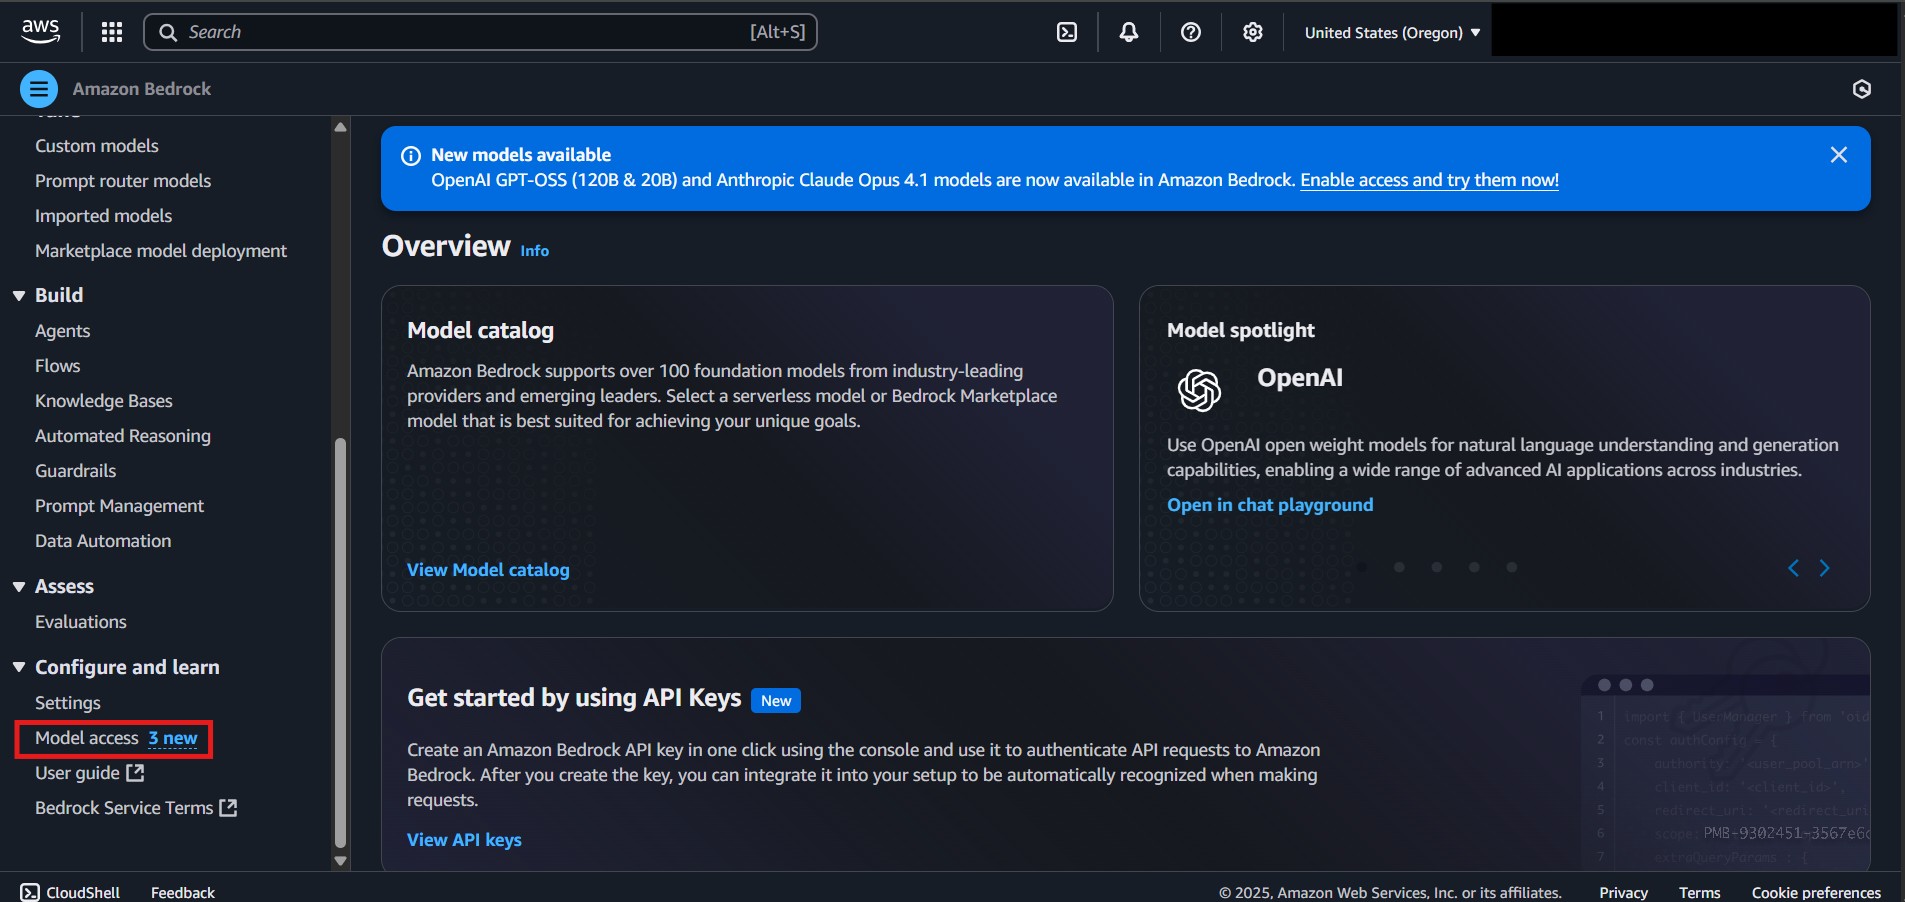 aws
Search [Alt+S]
United States (Oregon)
Amazon Bedrock
Custom models
Prompt router models
Imported models
Marketplace model deployment
Build
Agents
Flows
Knowledge Bases
Automated Reasoning
Guardrails
Prompt Management
Data Automation
Assess
Evaluations
Configure and learn
Settings
Model access 3 new
User guide
Bedrock Service Terms
New models available
OpenAI GPT-OSS (120B & 20B) and Anthropic Claude Opus 4.1 models are now available in Amazon Bedrock. Enable access and try them now!
Overview Info
Model catalog
Amazon Bedrock supports over 100 foundation models from industry-leading
providers and emerging leaders. Select a serverless model or Bedrock Marketplace
model that is best suited for achieving your unique goals.
View Model catalog
Model spotlight
OpenAI
Use OpenAI open weight models for natural language understanding and generation
capabilities, enabling a wide range of advanced AI applications across industries.
Open in chat playground
Get started by using API Keys New
Create an Amazon Bedrock API key in one click using the console and use it to authenticate API requests to Amazon
Bedrock. After you create the key, you can integrate it into your setup to be automatically recognized when making
requests.
View API keys
1 import { UserManager } from 'oid
2 const authConfig = {
3 authority: '<user_pool_arn>'
4 client_id: '<client_id>',
5 redirect_uri: '<redirect_uri
6 scope: PMB-9302451-3567e6
7 extraQueryParams : {
CloudShell Feedback
© 2025, Amazon Web Services, Inc. or its affiliates. Privacy Terms Cookie preferences